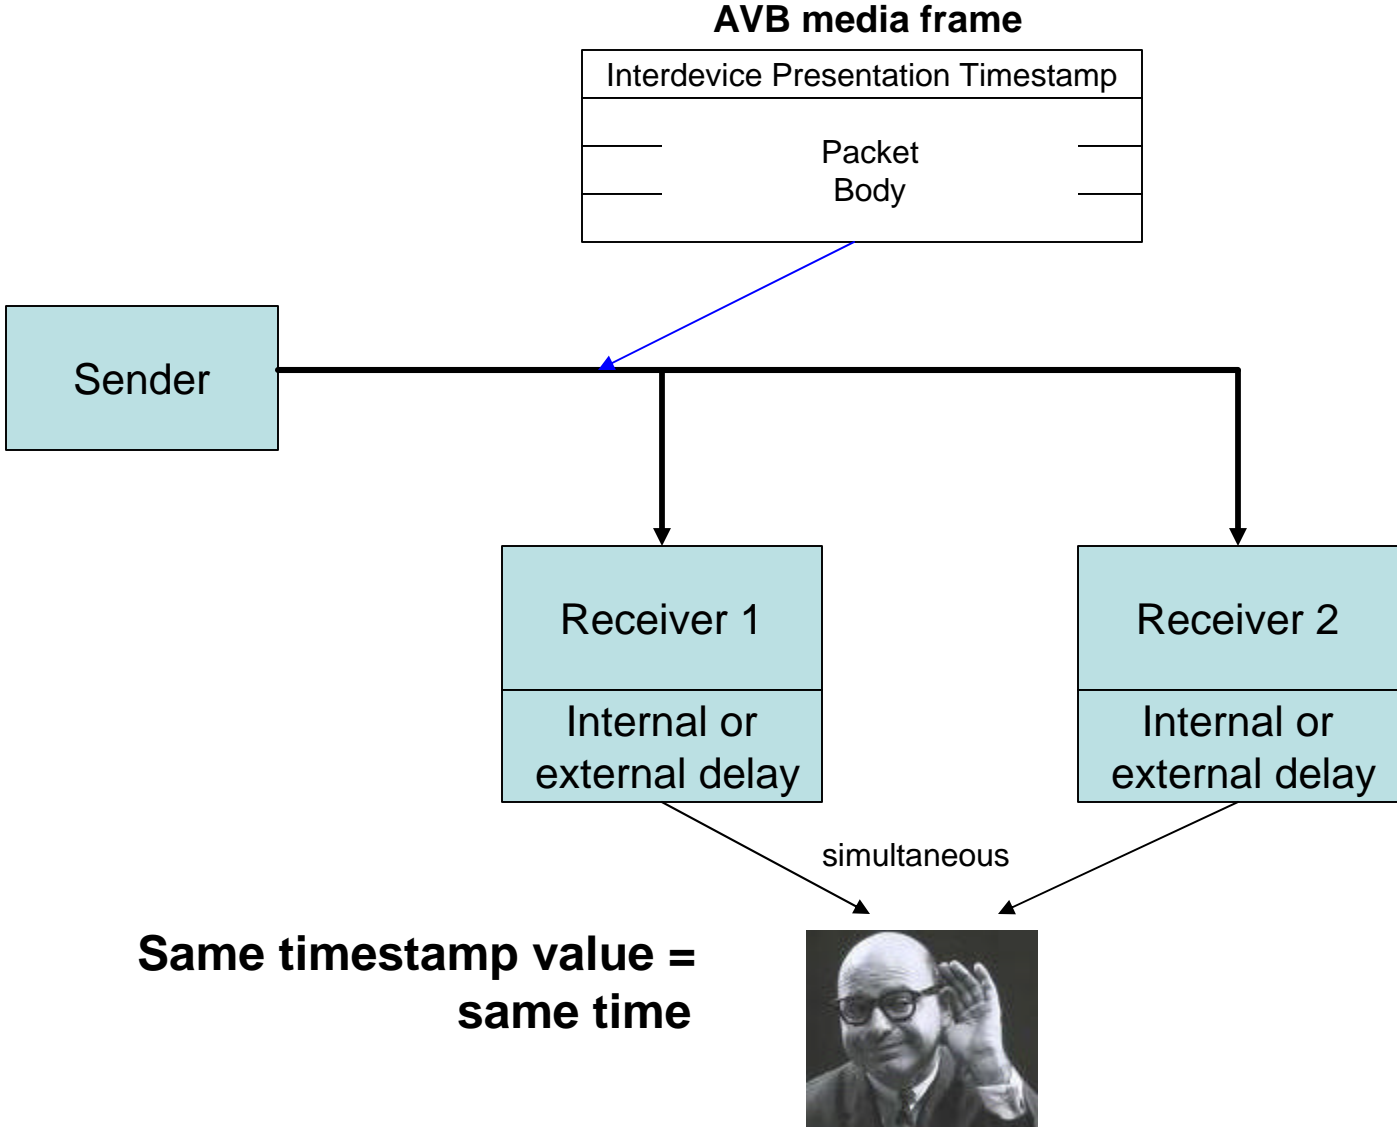 AVB media frame
Interdevice Presentation Timestamp
Packet
Body
Sender
Receiver 1
Receiver 2
Internal or
external delay
Internal or
external delay
simultaneous
Same timestamp value =
same time